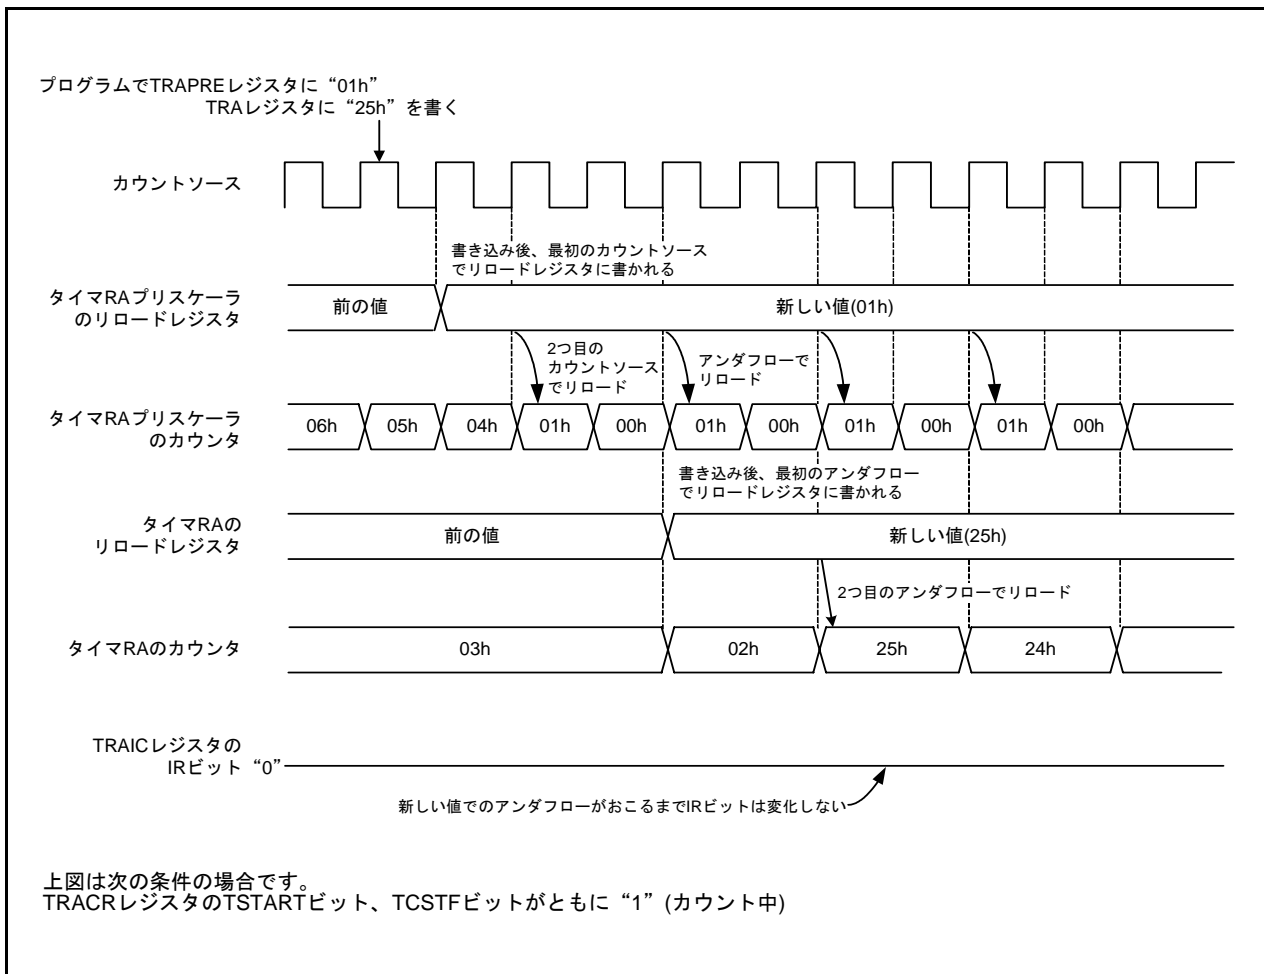 プログラムでTRAPREレジスタに“01h”
TRAレジスタに“25h”を書く
カウントソース
書き込み後、最初のカウントソース
でリロードレジスタに書かれる
タイマRAプリスケーラ
のリロードレジスタ
前の値
新しい値(01h)
2つ目の
カウントソース
でリロード
アンダフローで
リロード
タイマRAプリスケーラ
のカウンタ
06h 05h 04h 01h 00h 01h 00h 01h 00h 01h 00h
書き込み後、最初のアンダフロー
でリロードレジスタに書かれる
タイマRAの
リロードレジスタ
前の値
新しい値(25h)
2つ目のアンダフローでリロード
タイマRAのカウンタ
03h 02h 25h 24h
TRAICレジスタの
IRビット “0”
新しい値でのアンダフローがおこるまでIRビットは変化しない
上図は次の条件の場合です。
TRACRレジスタのTSTARTビット、TCSTFビットがともに“1”(カウント中)